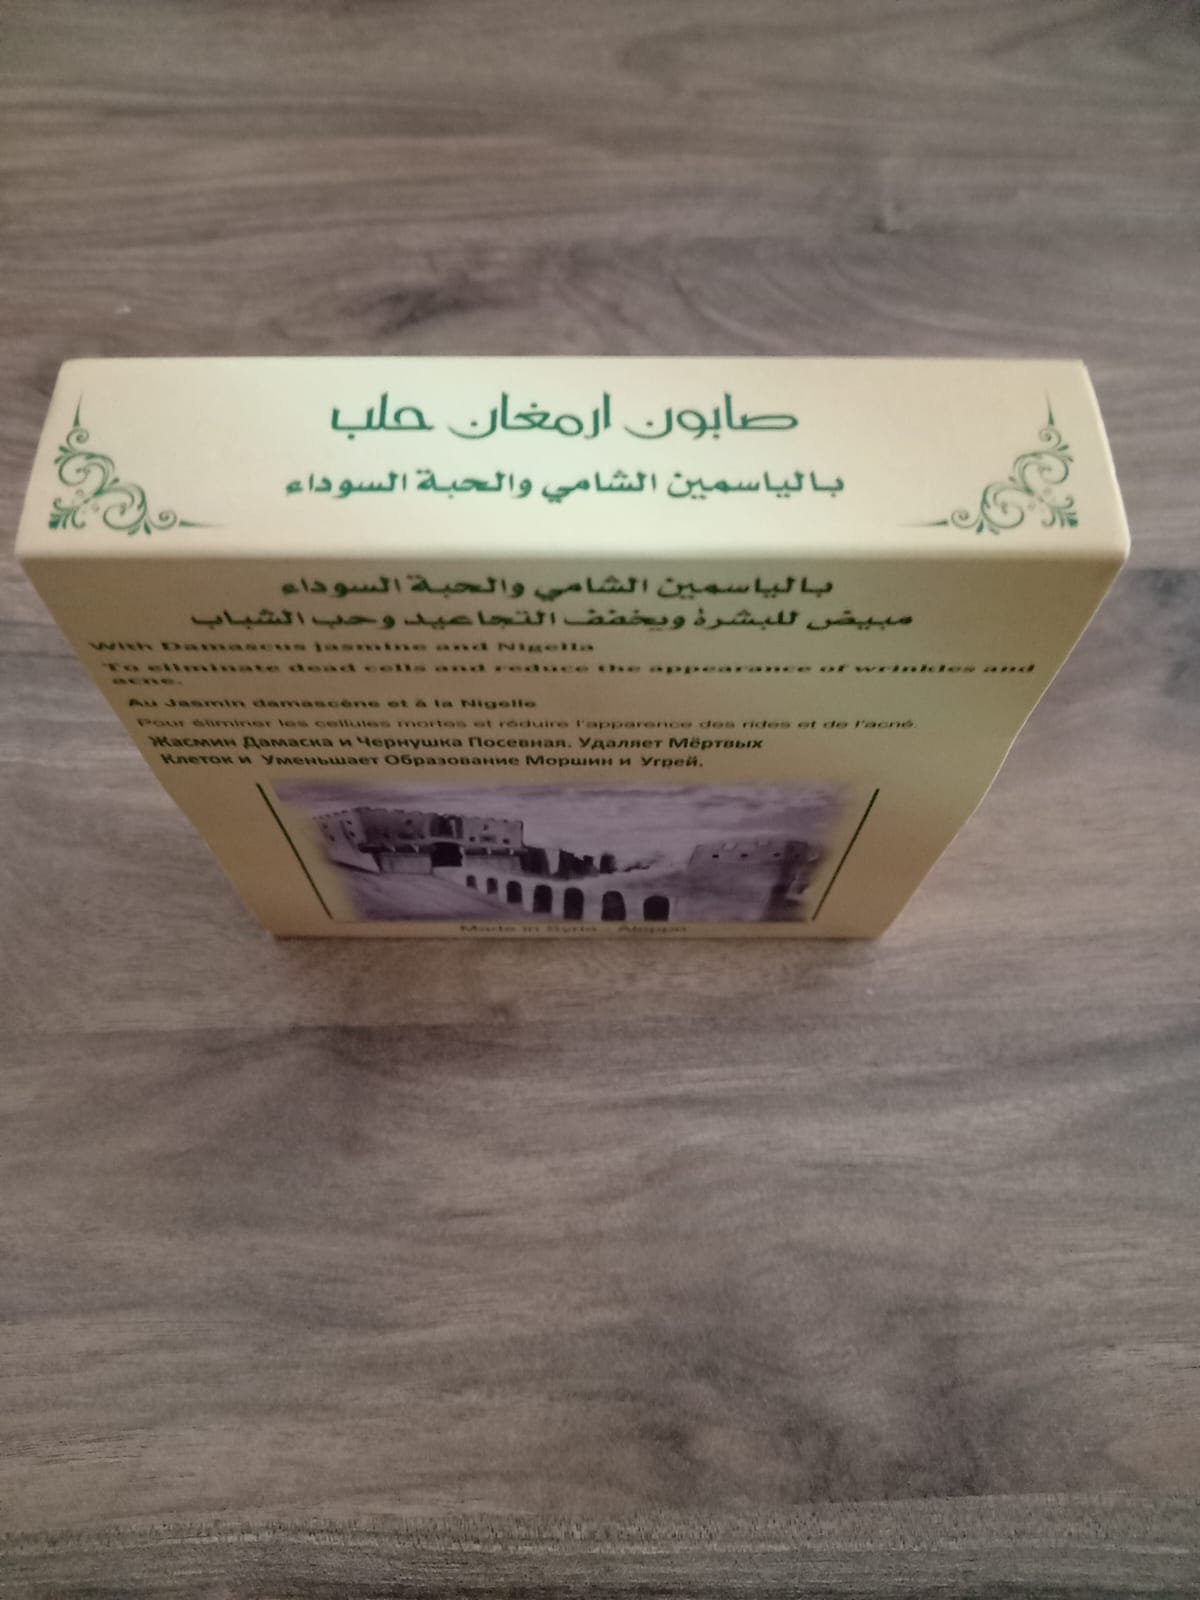 صابون ارمغان حلب
بالياسمين الشامي والحبة السوداء
بالياسمين الشامي والحبة السوداء
مبيض للبشرة ويخفف التجاعيد وحب الشباب
With Damascus jasmine and Nigella
To eliminate dead cells and reduce the appearance of wrinkles and
acne.
Au Jasmin damascène et à la Nigelle
Pour éliminer les cellules mortes et réduire l'apparence des rides et de l'acné.
Жасмин Дамаска и Чернушка Посевная. Удаляет Мёртвых
Клеток и Уменьшает Образование Моршин и Угрей.
Made in Syria - Aleppo